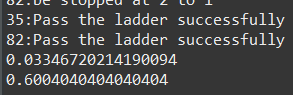 82:be stopped at 2 to 1
35:Pass the ladder successfully
82:Pass the ladder successfully
0.03346720214190094
0.6004040404040404